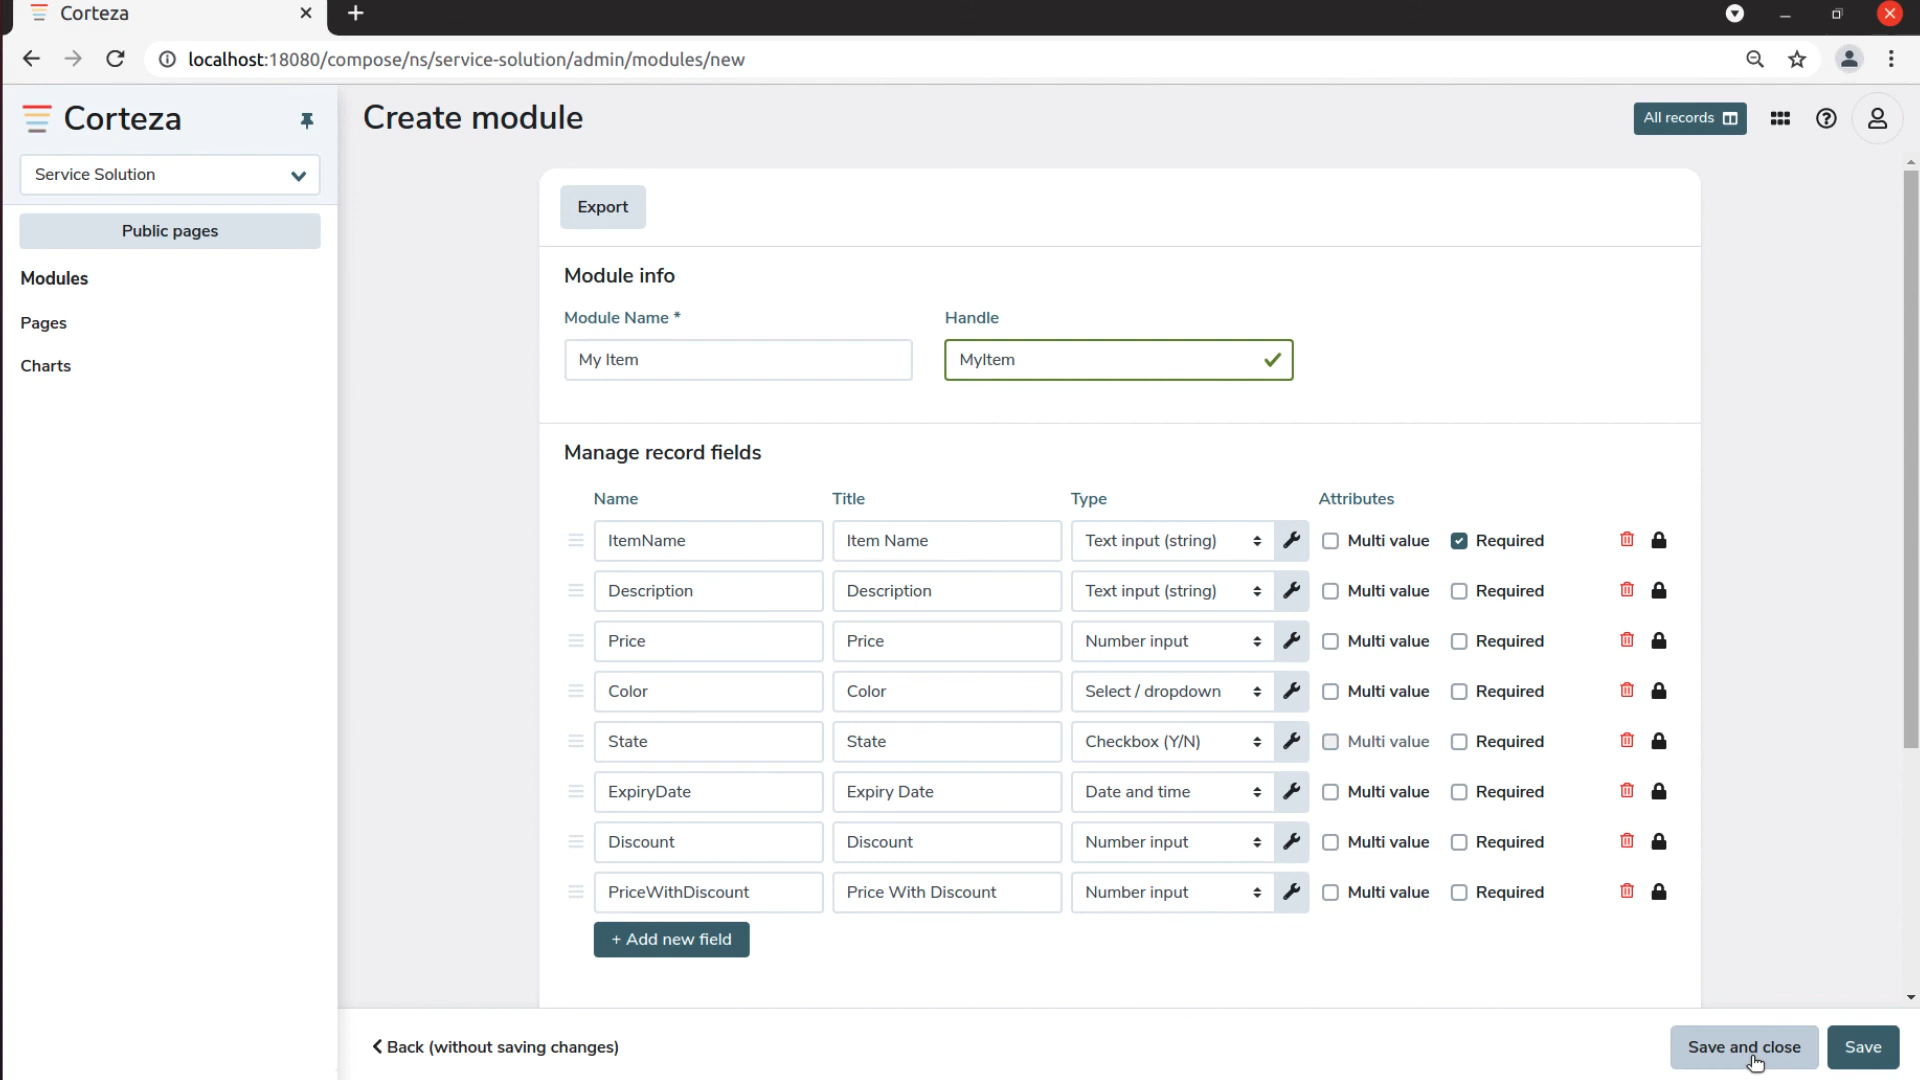 Corteza
localhost:18080/compose/ns/service-solution/admin/modules/new
Corteza
Create module
All records
Service Solution
Public pages
Modules
Pages
Charts
Export
Module info
Module Name * Handle
My Item MyItem
Manage record fields
Name Title Type Attributes
ItemName Item Name Text input (string) Multi value Required
Description Description Text input (string) Multi value Required
Price Price Number input Multi value Required
Color Color Select / dropdown Multi value Required
State State Checkbox (Y/N) Multi value Required
ExpiryDate Expiry Date Date and time Multi value Required
Discount Discount Number input Multi value Required
PriceWithDiscount Price With Discount Number input Multi value Required
+ Add new field
Back (without saving changes) Save and close Save